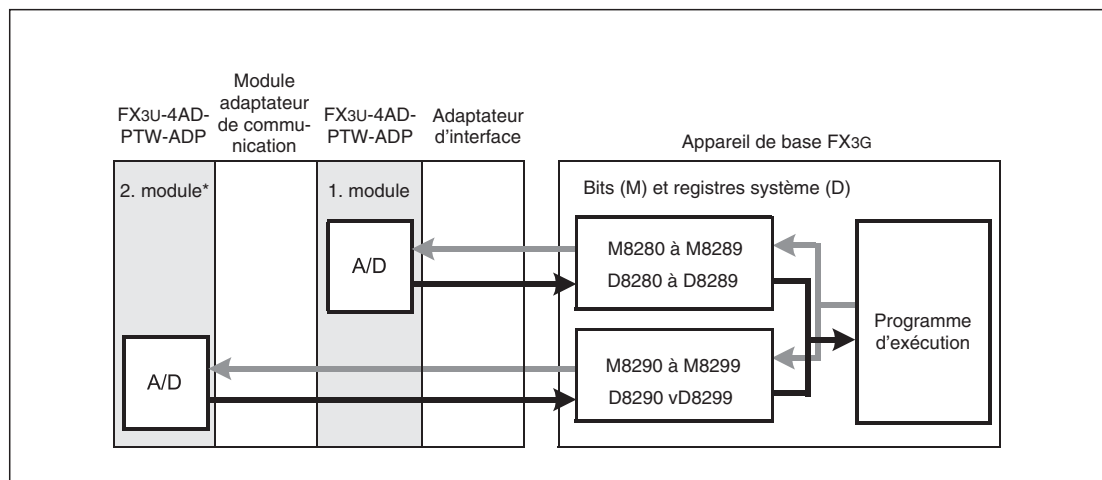 FX3U-4AD-
PTW-ADP
Module
adaptateur
de commu-
nication
FX3U-4AD-
PTW-ADP
Adaptateur
d'interface
Appareil de base FX3G
2. module*
1. module
Bits (M) et registres système (D)
A/D
M8280 à M8289
D8280 à D8289
Programme
d'exécution
A/D
M8290 à M8299
D8290 vD8299